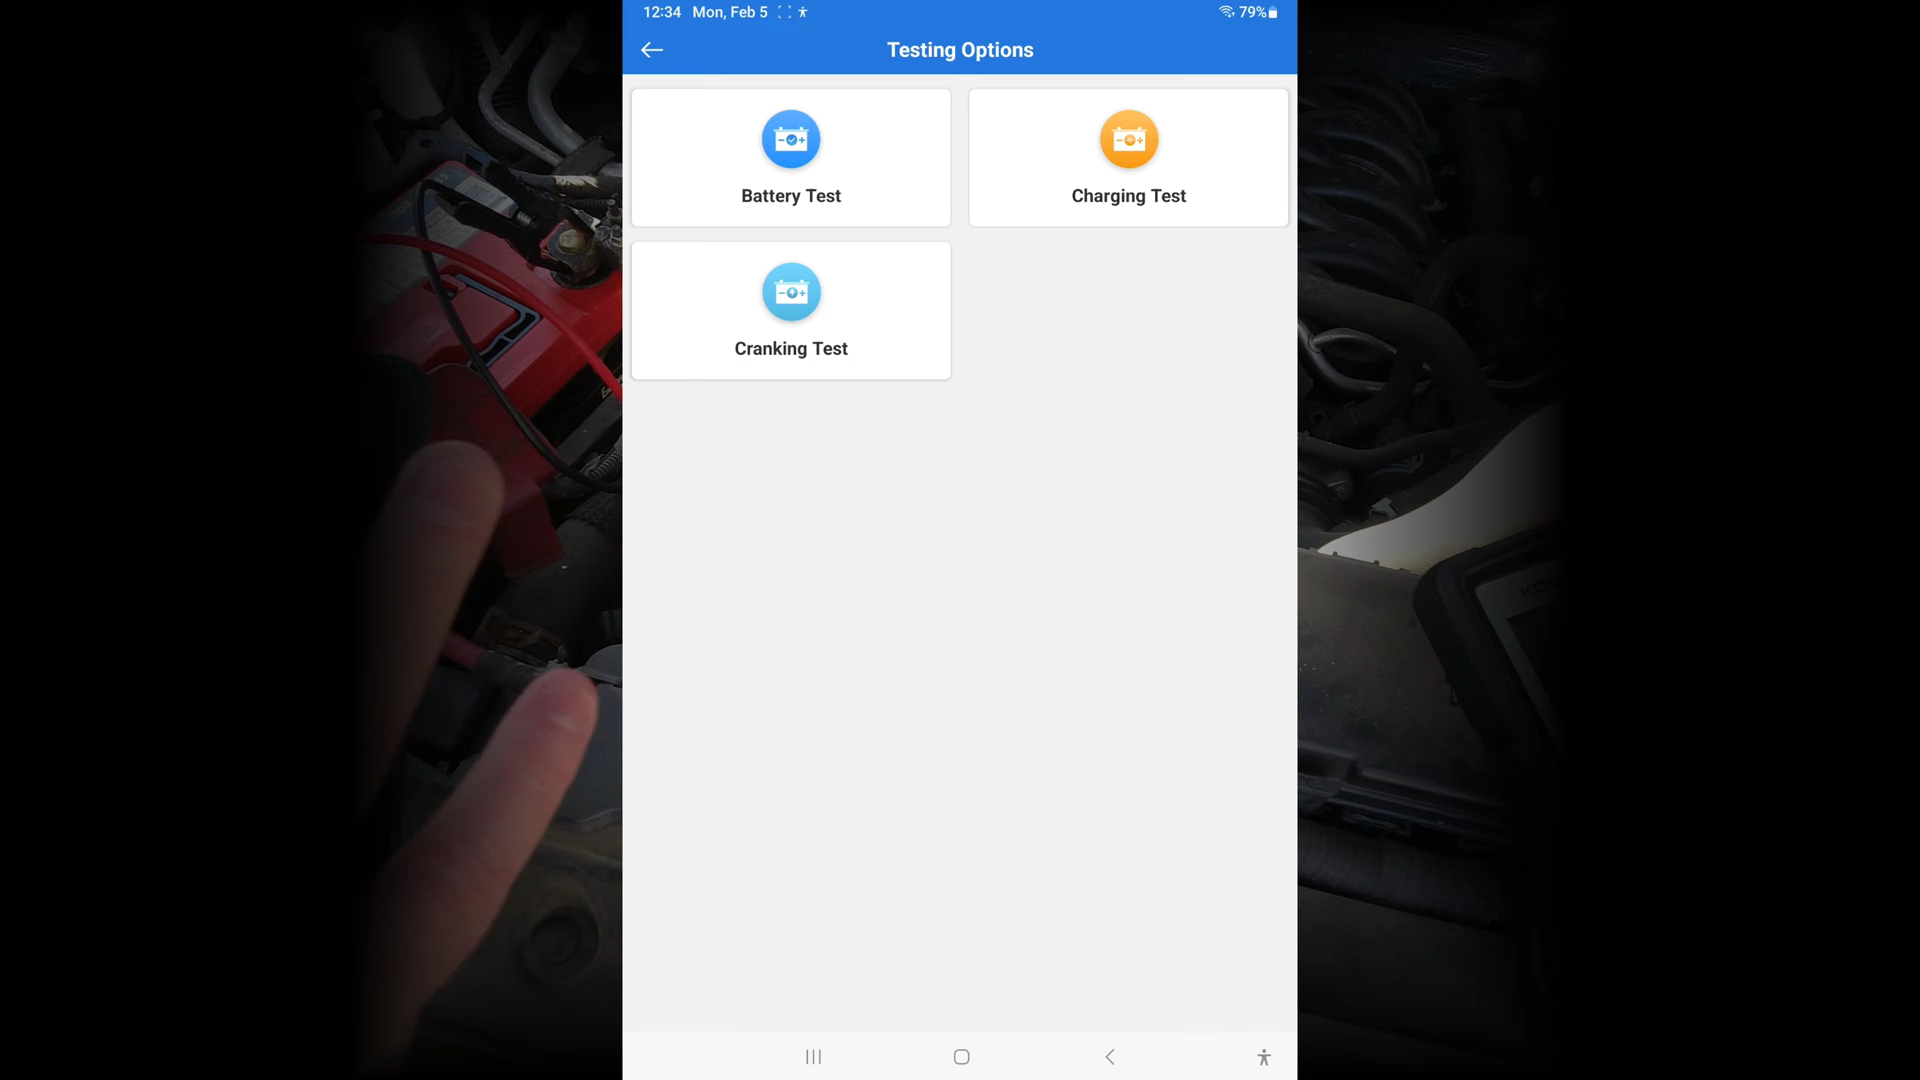 12:34 Mon, Feb 5 79%
Testing Options
Battery Test
Charging Test
Cranking Test